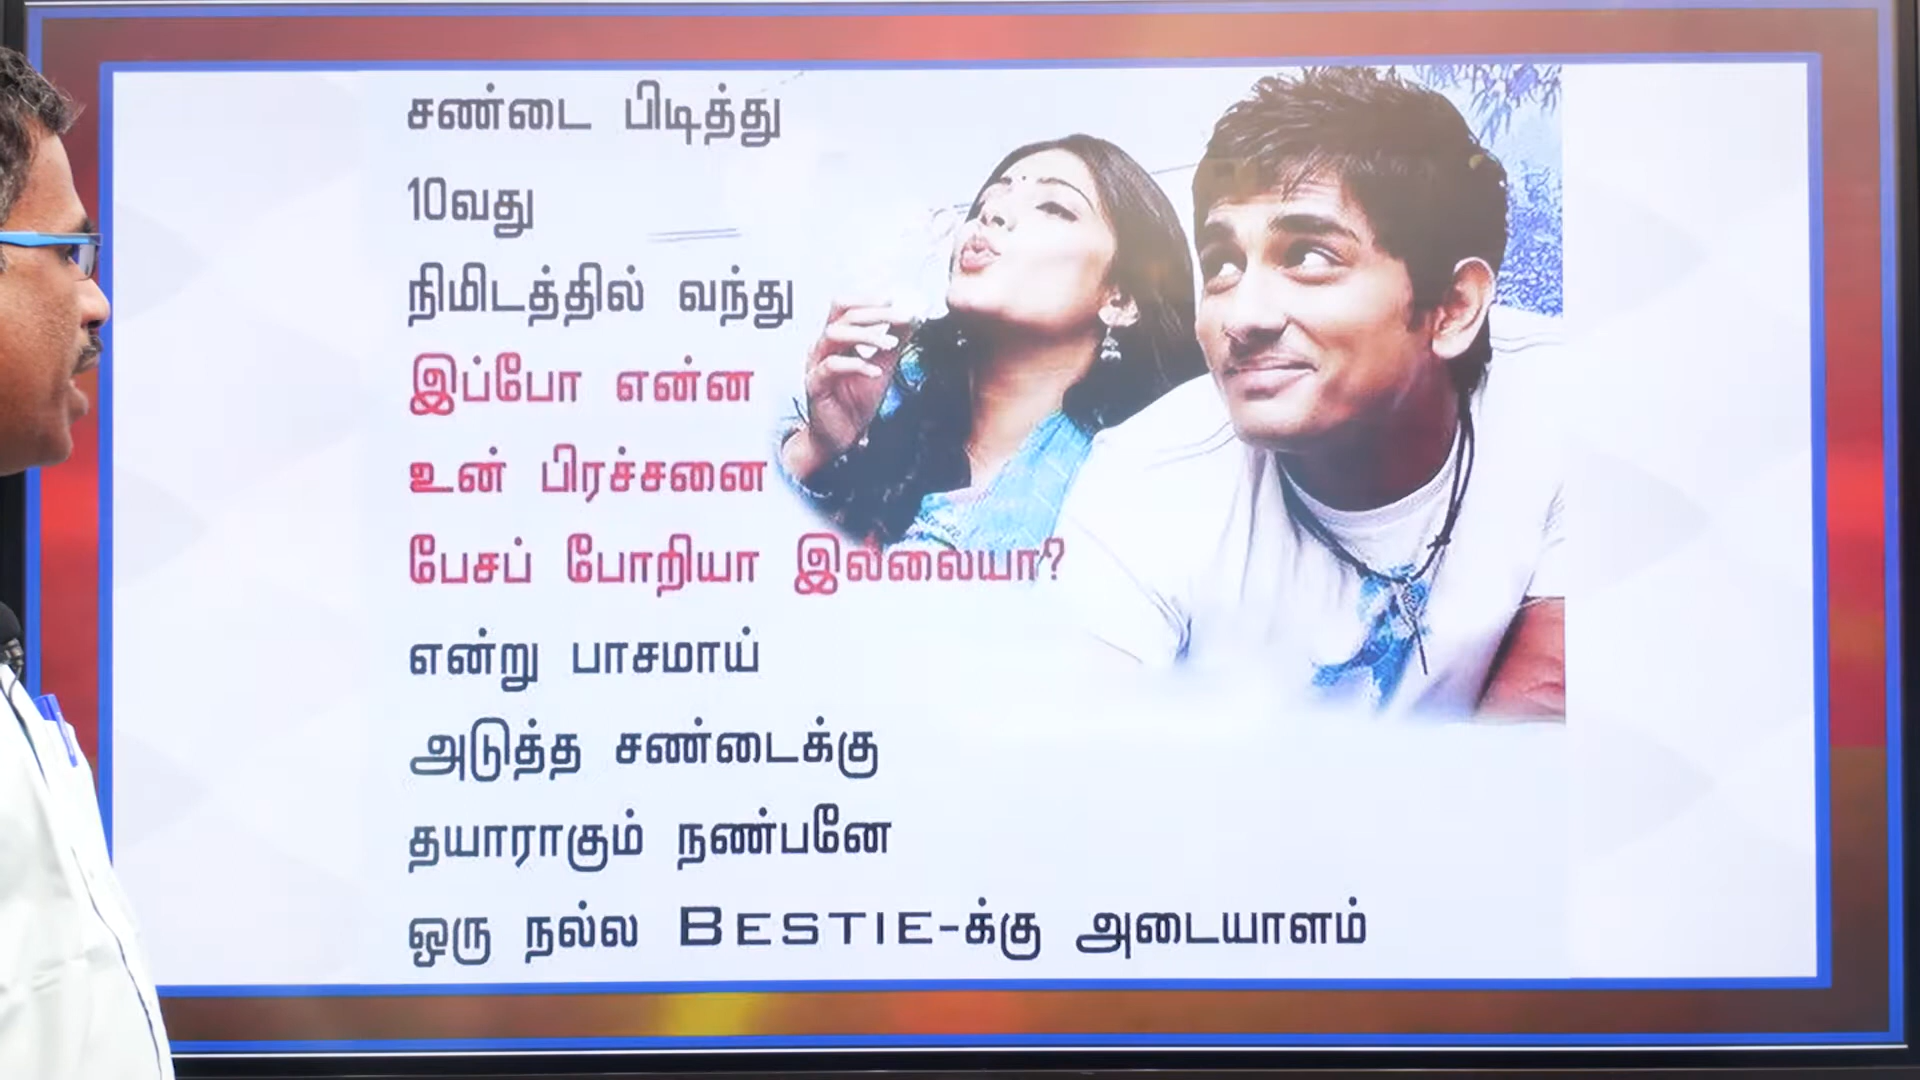 சண்டை பிடித்து
10வது
நிமிடத்தில் வந்து
இப்போ என்ன
உன் பிரச்சனை
பேசப் போறியா இல்லையா?
என்று பாசமாய்
அடுத்த சண்டைக்கு
தயாராகும் நண்பனே
ஒரு நல்ல BESTIE-க்கு அடையாளம்